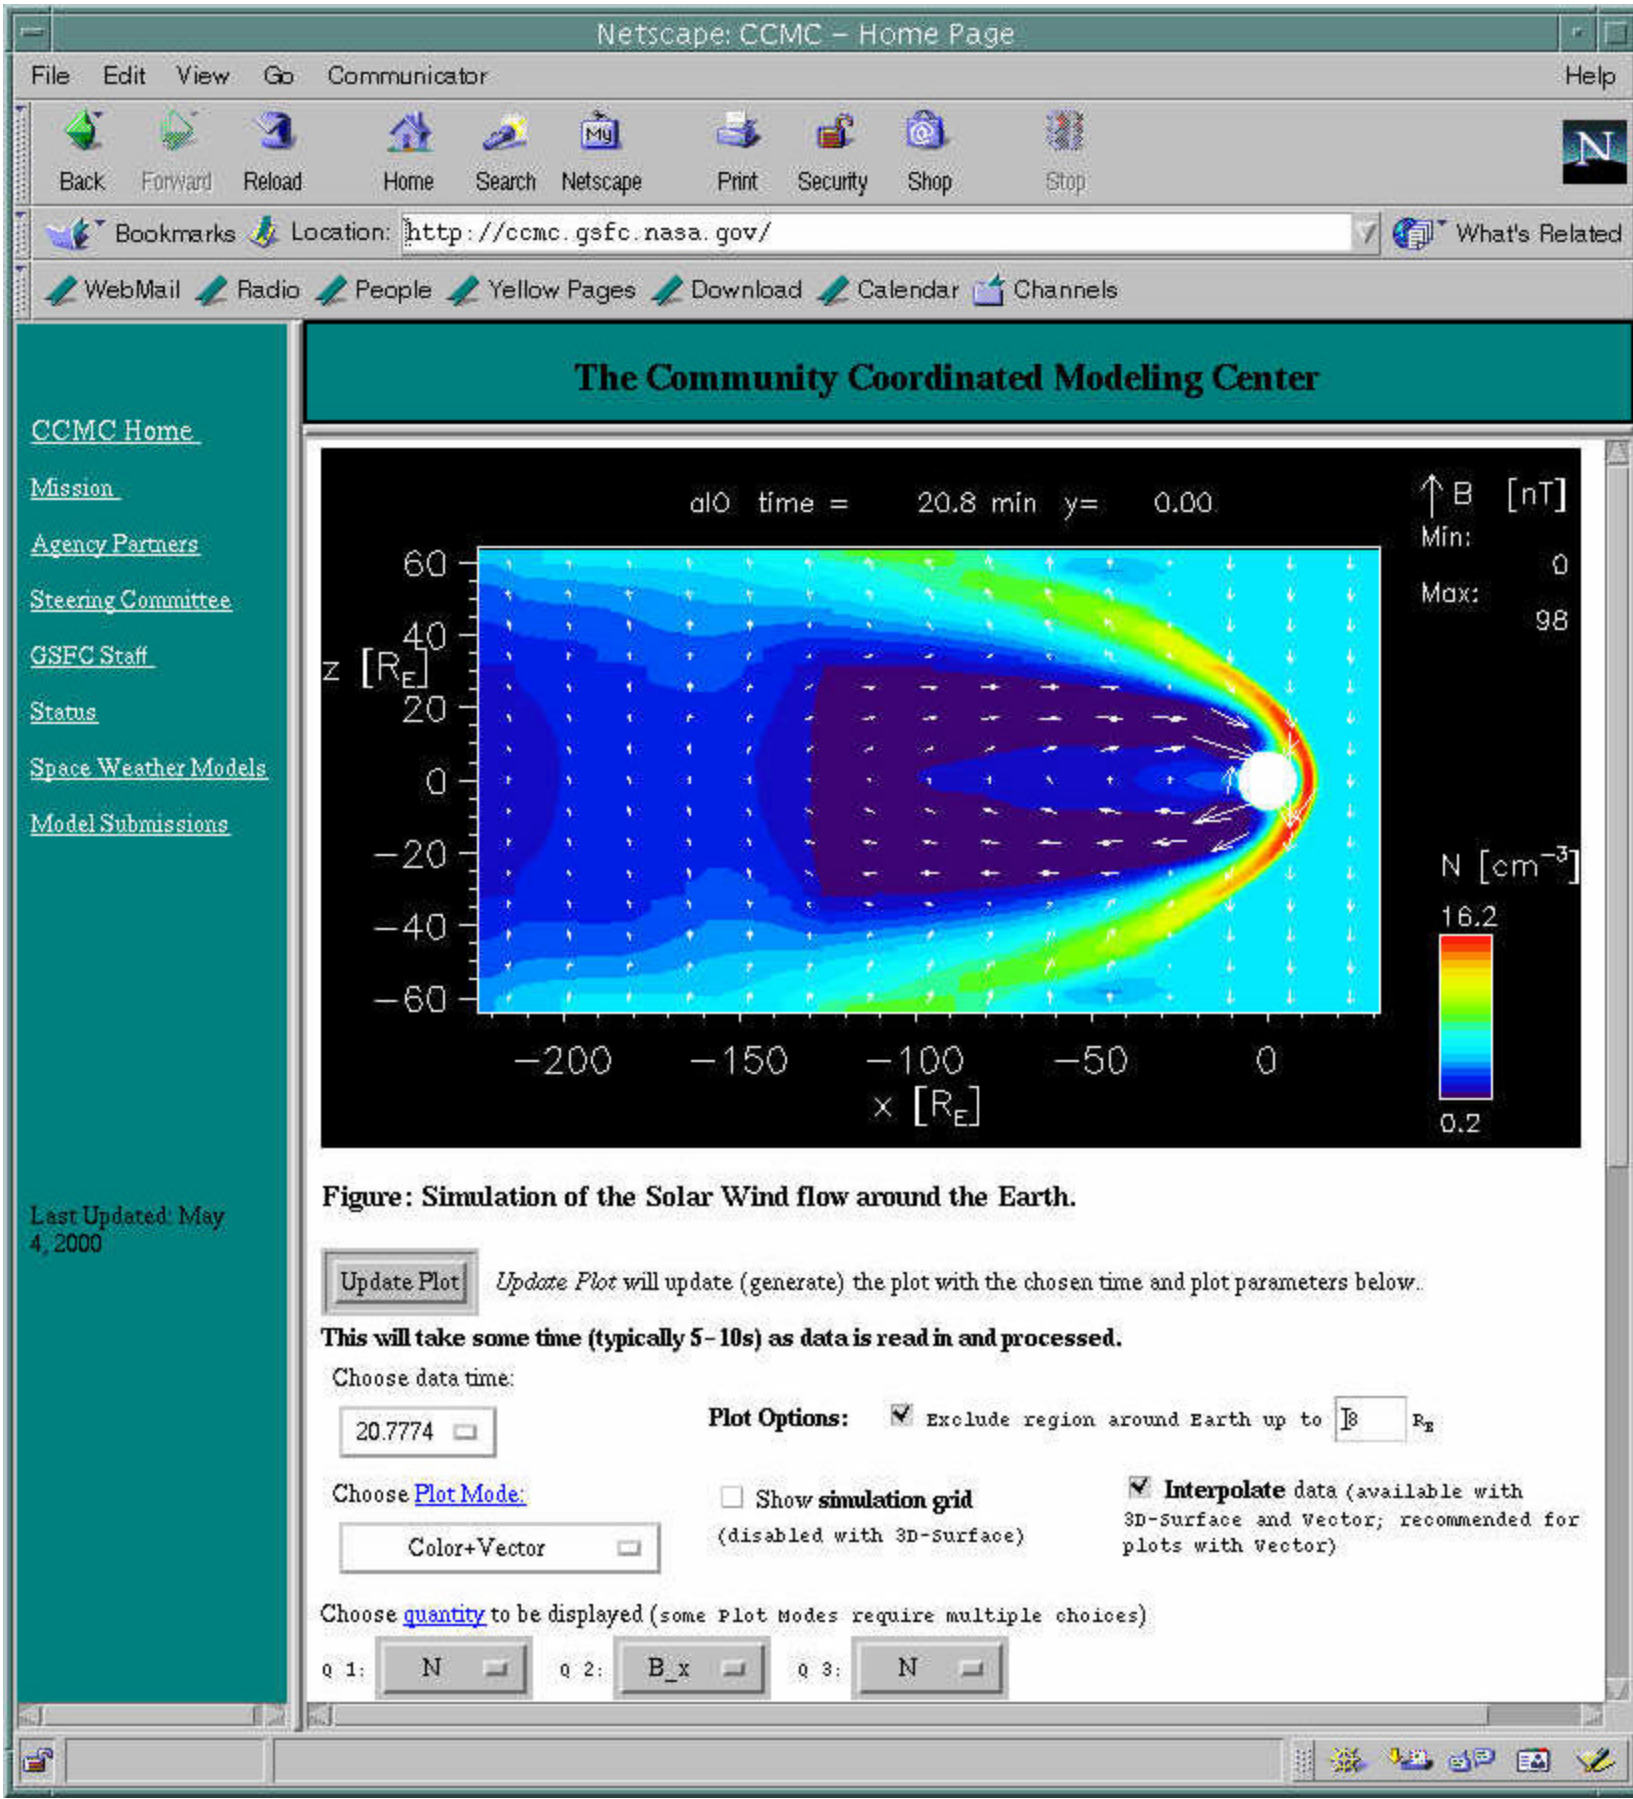 Netscape: CCMC – Home Page
File Edit View Go Communicator Help
My N
Back Forward Reload Home Search Netscape Print Security Shop Stop
Bookmarks Location: http://ccmc.gsfc.nasa.gov/ What's Related
WebMail Radio People Yellow Pages Download Calendar Channels
CCMC Home
Mission
Agency Partners
Steering Committee
GSFC Staff
Status
Space Weather Models
Model Submissions
Last Updated: May
4, 2000
The Community Coordinated Modeling Center
al0 time = 20.8 min y= 0.00
B [nT]
Min:
0
Max:
98
z [RE]
60
40
20
0
−20
−40
−60
−200 −150 −100 −50 0
x [RE]
N [cm−3]
16.2
0.2
Figure: Simulation of the Solar Wind flow around the Earth.
Update Plot Update Plot will update (generate) the plot with the chosen time and plot parameters below.
This will take some time (typically 5-10s) as data is read in and processed.
Choose data time:
20.7774
Plot Options: Exclude region around Earth up to 8 RE
Choose Plot Mode:
Color+Vector
Show simulation grid
(disabled with 3D-Surface)
Interpolate data (available with
3D-Surface and Vector; recommended for
plots with Vector)
Choose quantity to be displayed (some Plot Modes require multiple choices)
Q 1: N Q 2: B_x Q 3: N